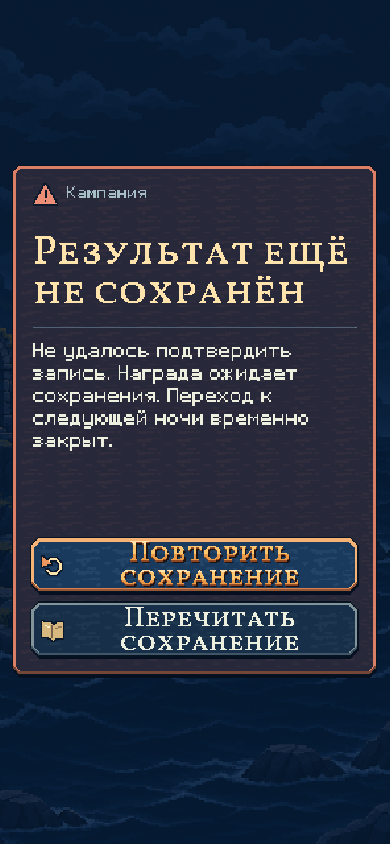 Кампания
Результат ещё
не сохранён
Не удалось подтвердить
запись. Награда ожидает
сохранения. Переход к
следующей ночи временно
закрыт.
Повторить
сохранение
Перечитать
сохранение